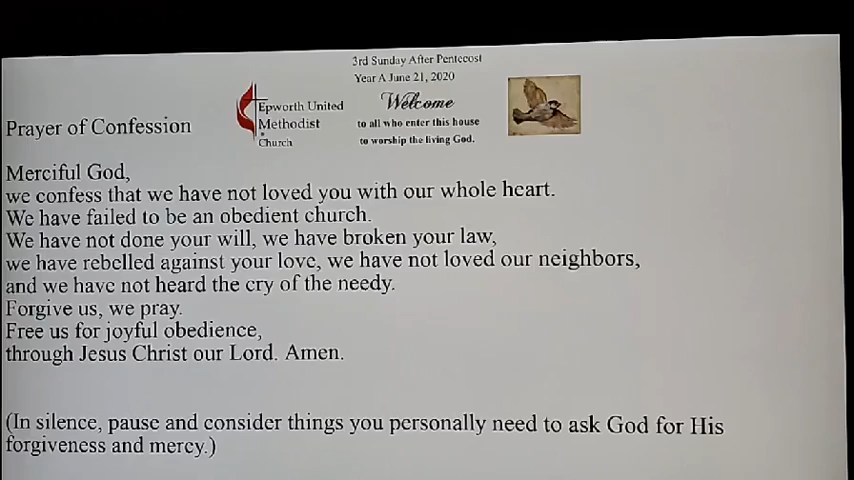 3rd Sunday After Pentecost
Year A June 21, 2020
Epworth United
Methodist
Church
Welcome
to all who enter this house
to worship the living God.
Prayer of Confession
Merciful God,
we confess that we have not loved you with our whole heart.
We have failed to be an obedient church.
We have not done your will, we have broken your law,
we have rebelled against your love, we have not loved our neighbors,
and we have not heard the cry of the needy.
Forgive us, we pray.
Free us for joyful obedience,
through Jesus Christ our Lord. Amen.
(In silence, pause and consider things you personally need to ask God for His
forgiveness and mercy.)